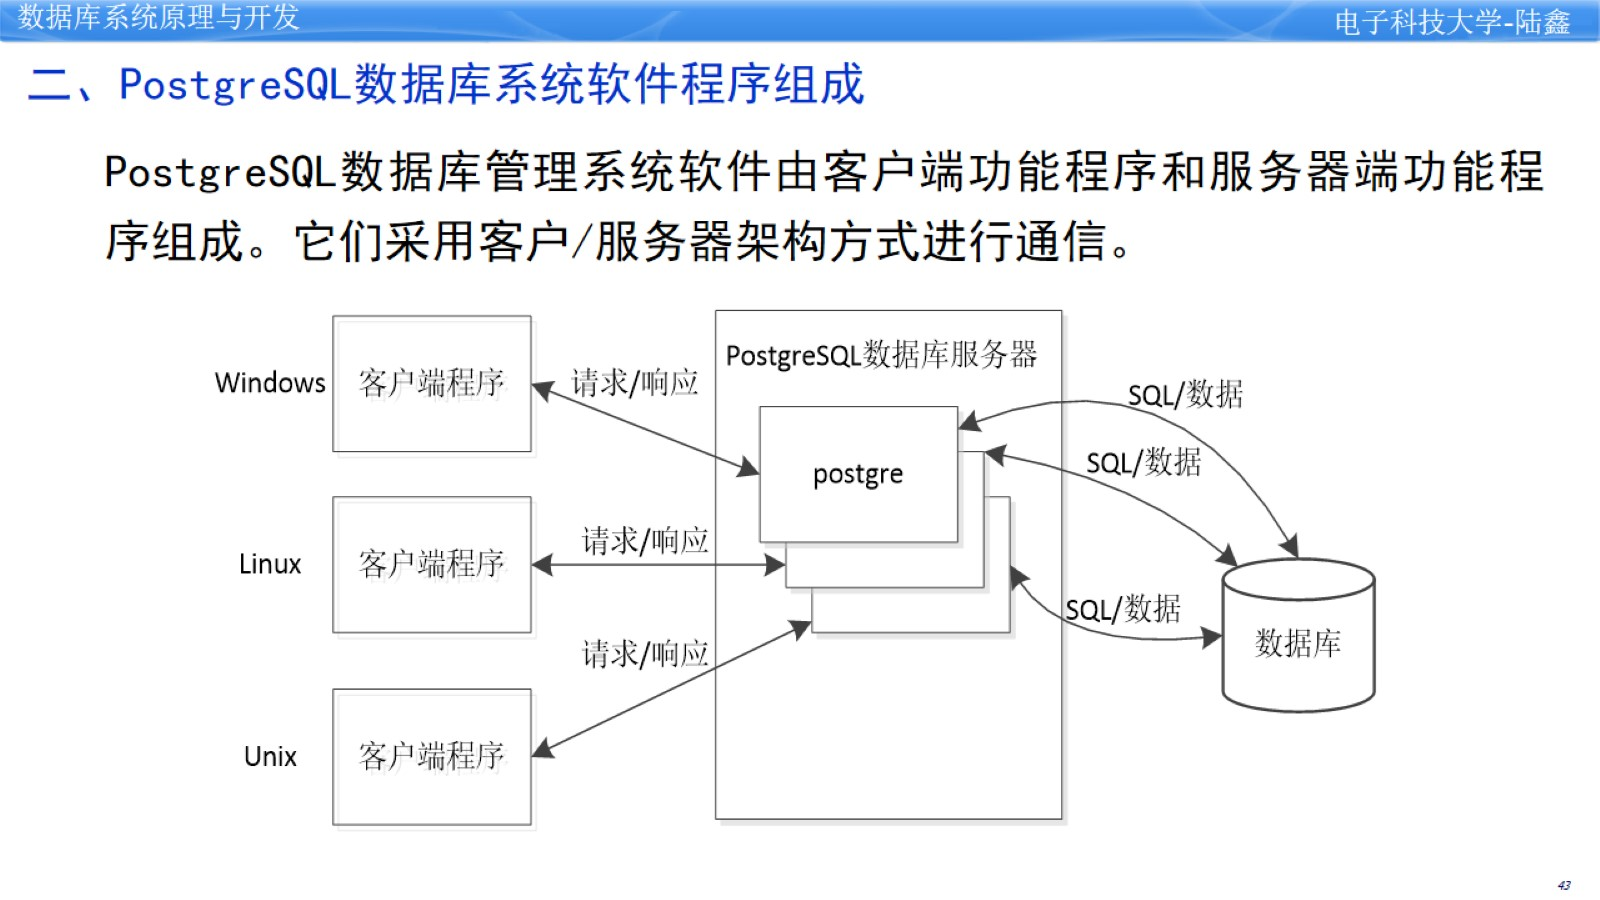 数据库系统原理与开发
电子科技大学-陆鑫
二、PostgreSQL数据库系统软件程序组成
PostgreSQL数据库管理系统软件由客户端功能程序和服务器端功能程
序组成。它们采用客户/服务器架构方式进行通信。
PostgreSQL数据库服务器
Windows
客户端程序
请求/响应
SQL/数据
SQL/数据
postgre
Linux
客户端程序
请求/响应
SQL/数据
数据库
请求/响应
Unix
客户端程序
43